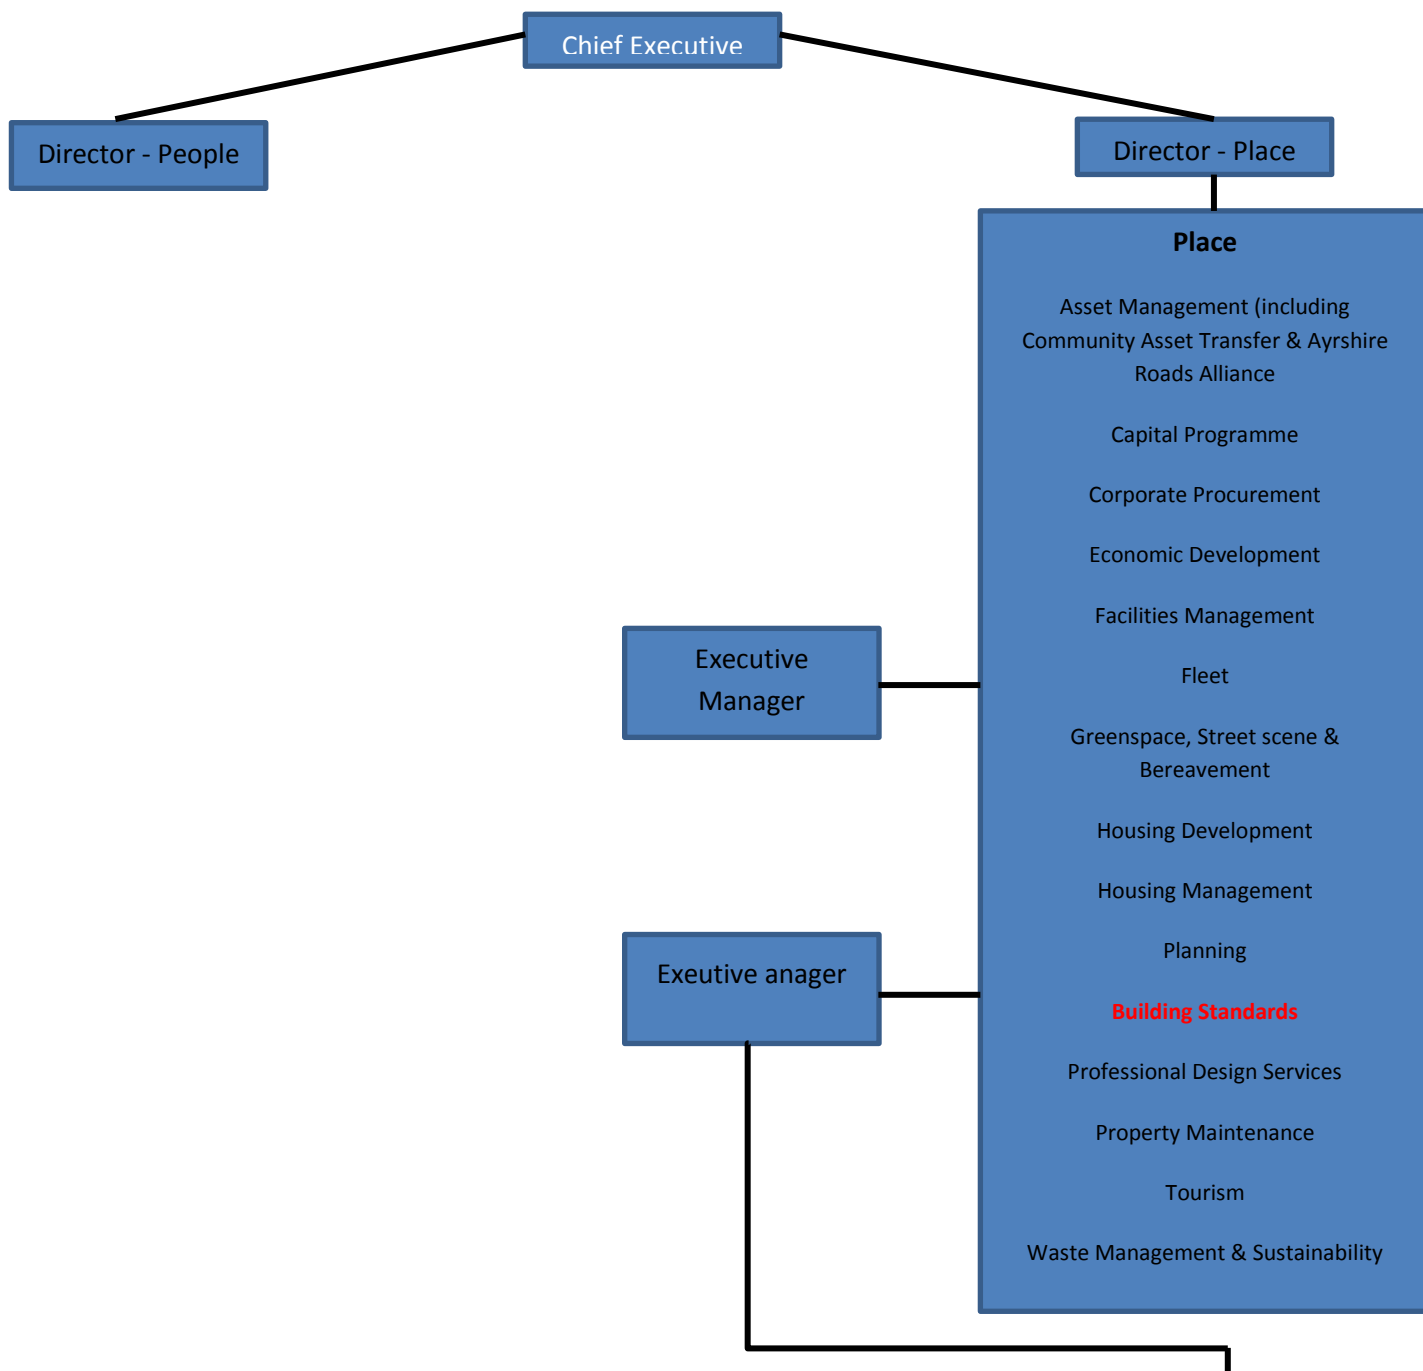 Chief Executive
Director - People
Director - Place
Place
Asset Management (including
Community Asset Transfer & Ayrshire
Roads Alliance
Capital Programme
Corporate Procurement
Economic Development
Facilities Management
Fleet
Greenspace, Street scene &
Bereavement
Housing Development
Housing Management
Planning
Building Standards
Professional Design Services
Property Maintenance
Tourism
Waste Management & Sustainability
Executive
Manager
Exeutive anager